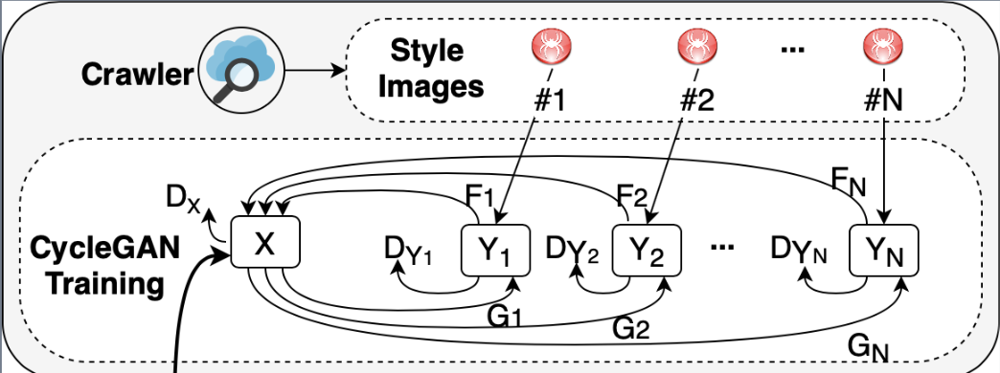 Crawler
Style
Images
...
#1
#2
#N
CycleGAN
Training
DX
X
F1
F2
FN
DY1
Y1
DY2
Y2
...
DYN
YN
G1
G2
GN